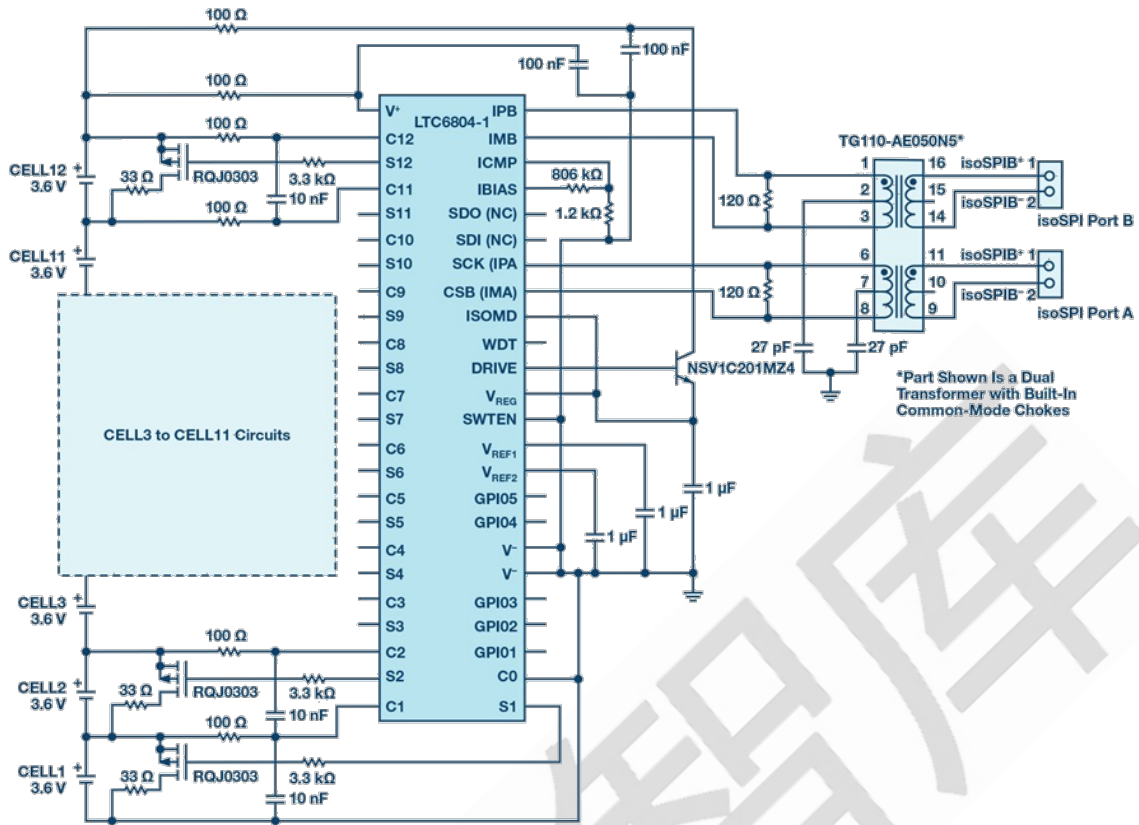 100 Ω
100 nF
100 nF
100 Ω
100 Ω
V+
LTC6804-1
IPB
C12
IMB
TG110-AE050N5*
CELL12 +
3.6 V
33 Ω
RQJ0303
3.3 kΩ
S12
ICMP
806 kΩ
1
16
isoSPIB+ 1
10 nF
C11
IBIAS
2
15
100 Ω
S11
SDO (NC)
1.2 kΩ
120 Ω
3
14
isoSPIB- 2
isoSPI Port B
CELL11 +
3.6 V
C10
SDI (NC)
S10
SCK (IPA
6
11
isoSPIB+ 1
C9
CSB (IMA)
120 Ω
7
10
isoSPIB- 2
S9
ISOMD
8
9
isoSPI Port A
C8
WDT
27 pF
27 pF
S8
DRIVE
NSV1C201MZ4
C7
VREG
*Part Shown Is a Dual
Transformer with Built-In
Common-Mode Chokes
S7
SWTEN
CELL3 to CELL11 Circuits
C6
VREF1
S6
VREF2
1 µF
C5
GPIO5
1 µF
S5
GPIO4
1 µF
C4
V-
S4
V-
CELL3 +
3.6 V
C3
GPIO3
S3
GPIO2
100 Ω
C2
GPIO1
CELL2 +
3.6 V
33 Ω
RQJ0303
3.3 kΩ
S2
C0
10 nF
C1
S1
100 Ω
CELL1 +
3.6 V
33 Ω
RQJ0303
3.3 kΩ
10 nF
智库